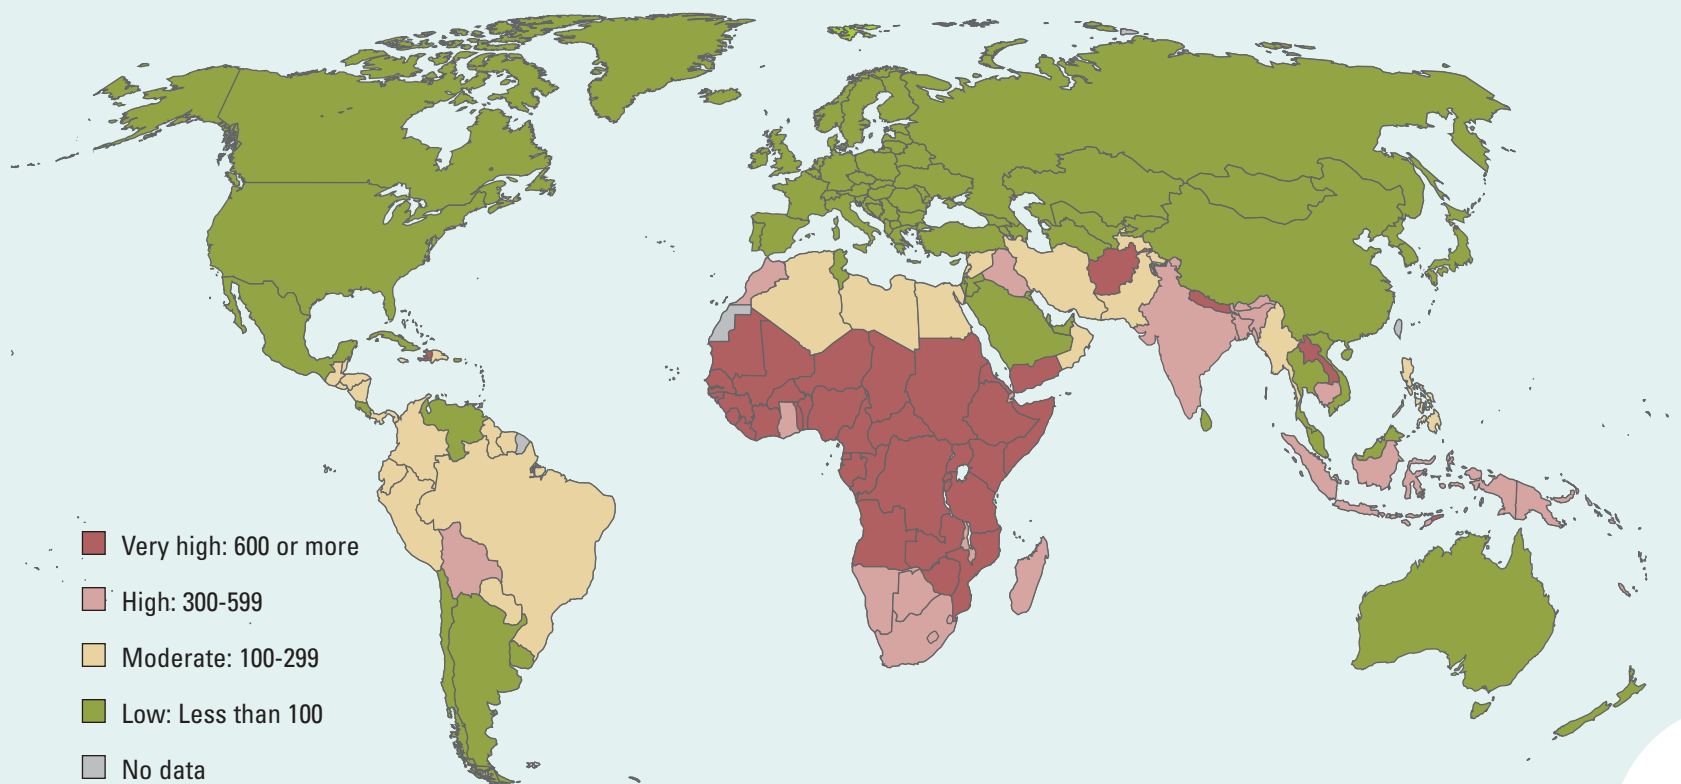 Very high: 600 or more
High: 300-599
Moderate: 100-299
Low: Less than 100
No data